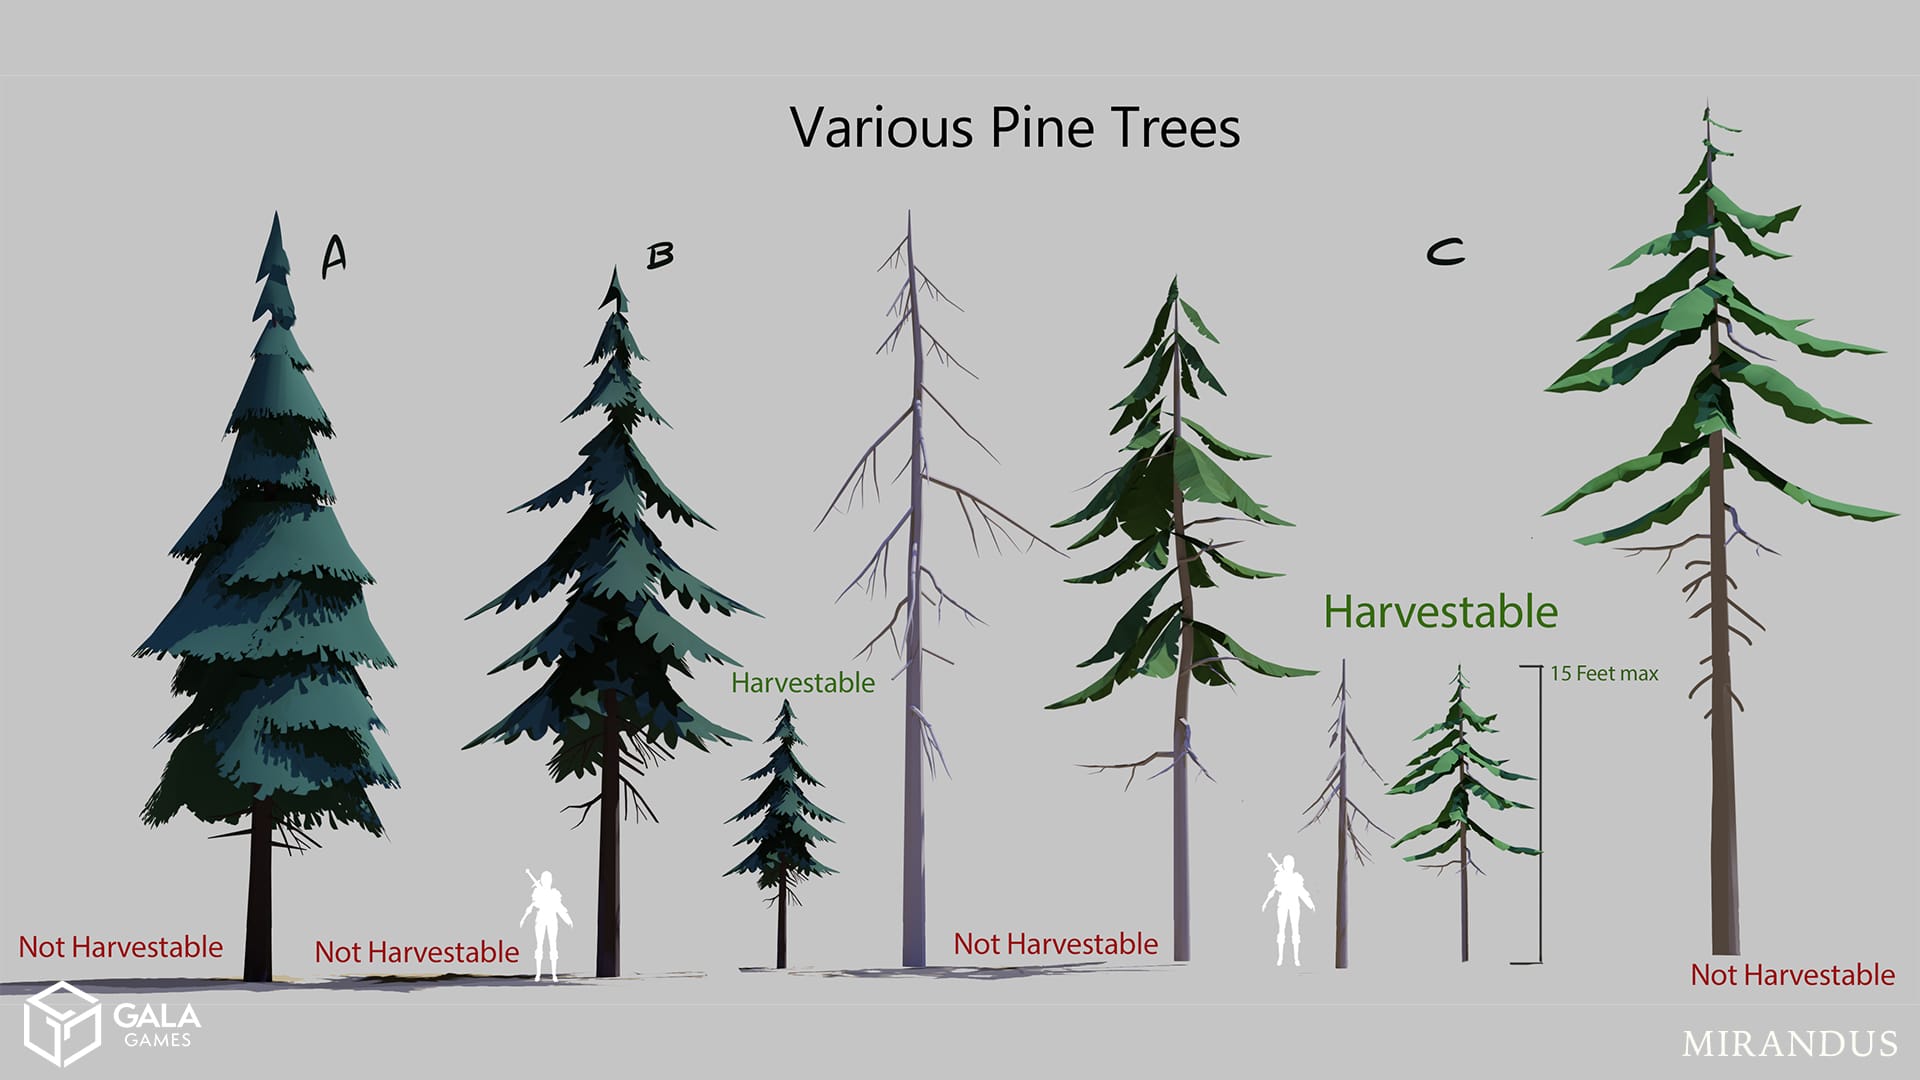 Various Pine Trees
A
B
C
Harvestable
15 Feet max
Harvestable
Not Harvestable
Not Harvestable
Not Harvestable
Not Harvestable
GALA
GAMES
MIRANDUS